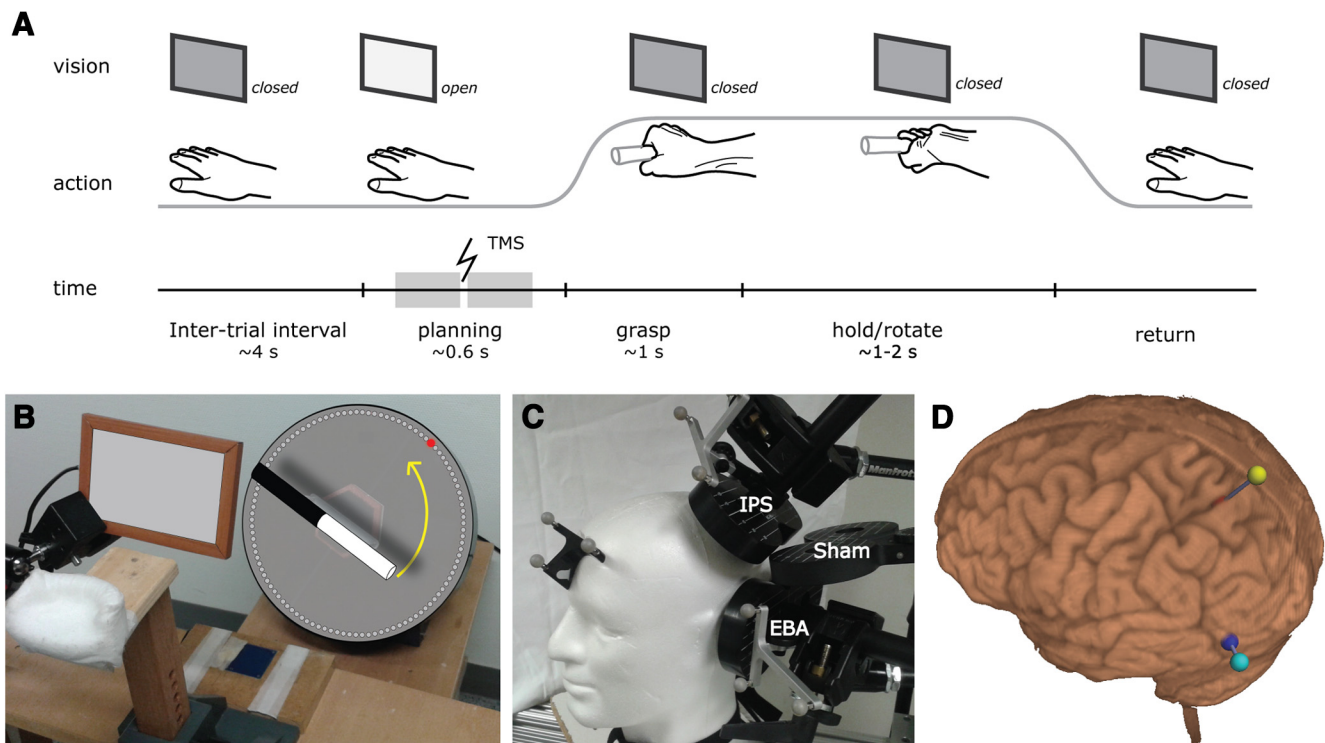 A
vision
closed
open
closed
closed
closed
action
TMS
time
Inter-trial interval
~4 s
planning
~0.6 s
grasp
~1 s
hold/rotate
~1-2 s
return
B
C
Manfrot
IPS
Sham
EBA
D